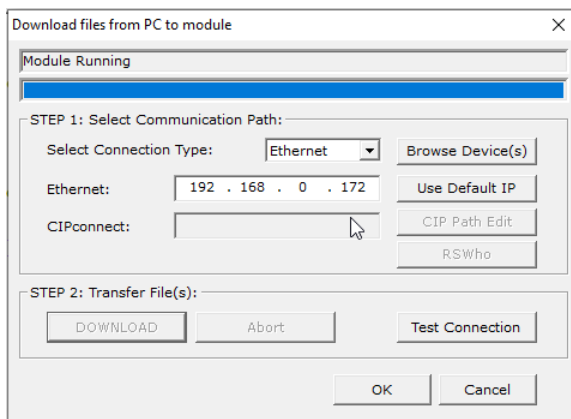 Download files from PC to module
Module Running
STEP 1: Select Communication Path:
Select Connection Type: Ethernet Browse Device(s)
Ethernet: 192 . 168 . 0 . 172 Use Default IP
CIPconnect: CIP Path Edit
RSWho
STEP 2: Transfer File(s):
DOWNLOAD Abort Test Connection
OK Cancel